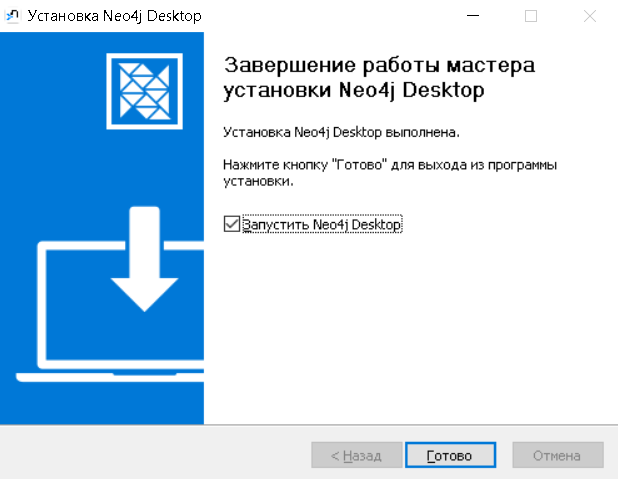 Установка Neo4j Desktop
Завершение работы мастера
установки Neo4j Desktop
Установка Neo4j Desktop выполнена.
Нажмите кнопку "Готово" для выхода из программы
установки.
Запустить Neo4j Desktop
< Назад
Готово
Отмена